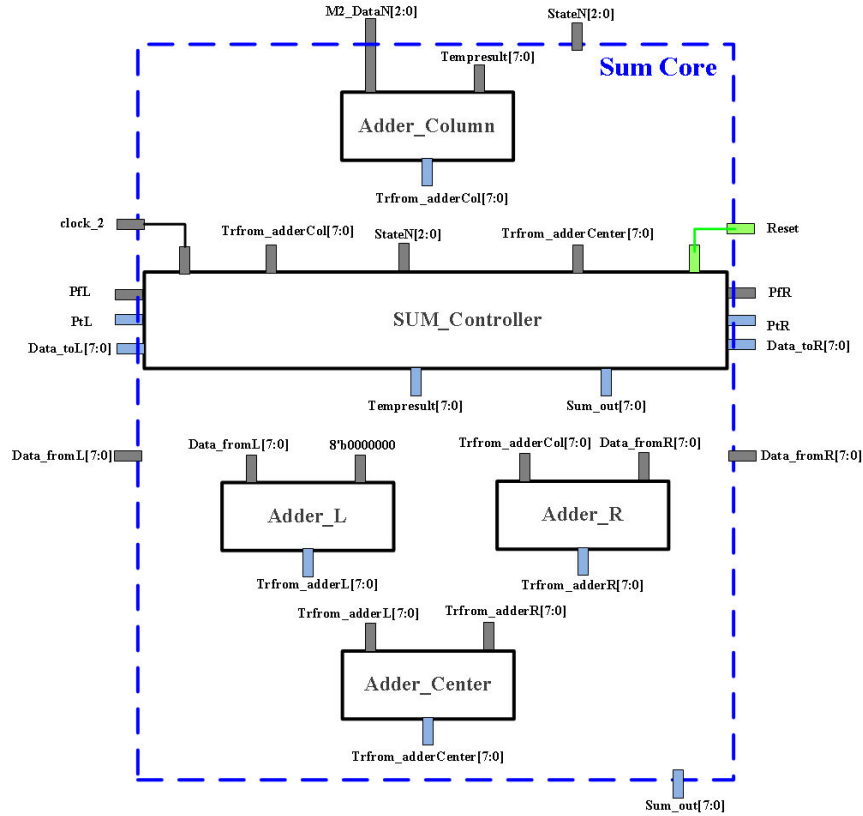 M2_DataN[2:0]
StateN[2:0]
Sum Core
Tempresult[7:0]
Adder_Column
Trfrom_adderCol[7:0]
clock_2
Trfrom_adderCol[7:0]
StateN[2:0]
Trfrom_adderCenter[7:0]
Reset
PfL
PfR
SUM_Controller
PtL
PtR
Data_toL[7:0]
Data_toR[7:0]
Tempresult[7:0]
Sum_out[7:0]
Data_fromL[7:0]
Data_fromL[7:0]
8'b0000000
Trfrom_adderCol[7:0]
Data_fromR[7:0]
Data_fromR[7:0]
Adder_L
Adder_R
Trfrom_adderL[7:0]
Trfrom_adderR[7:0]
Trfrom_adderL[7:0]
Trfrom_adderR[7:0]
Adder_Center
Trfrom_adderCenter[7:0]
Sum_out[7:0]